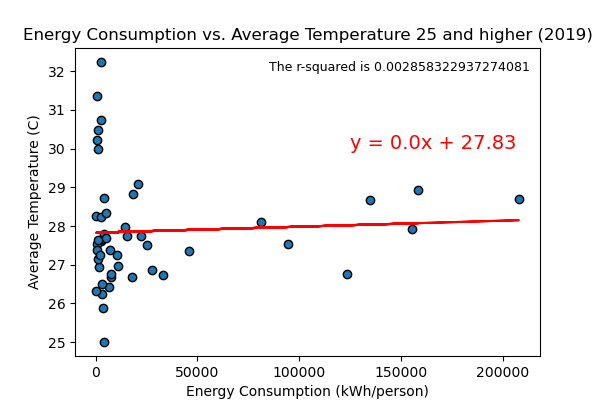 Energy Consumption vs. Average Temperature 25 and higher (2019)
The r-squared is 0.002858322937274081
y = 0.0x + 27.83
Average Temperature (C)
32
31
30
29
28
27
26
25
0
50000
100000
150000
200000
Energy Consumption (kWh/person)